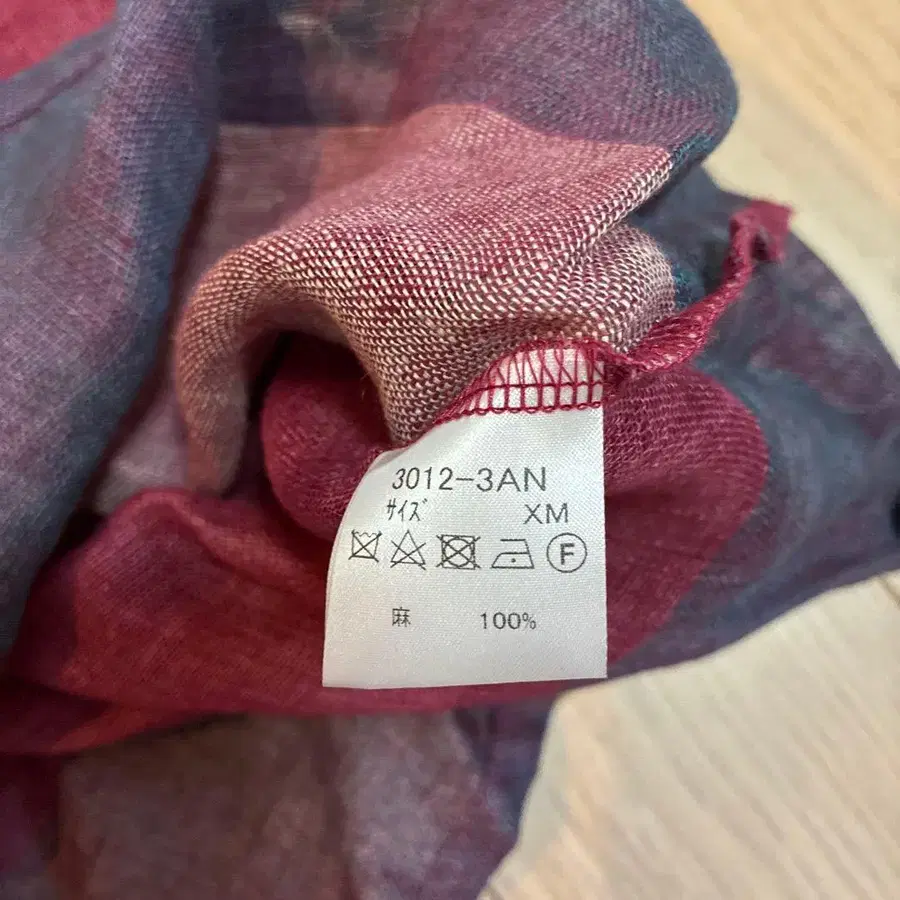 3012-3AN
ｻｲｽﾞ XM
F
麻 100%